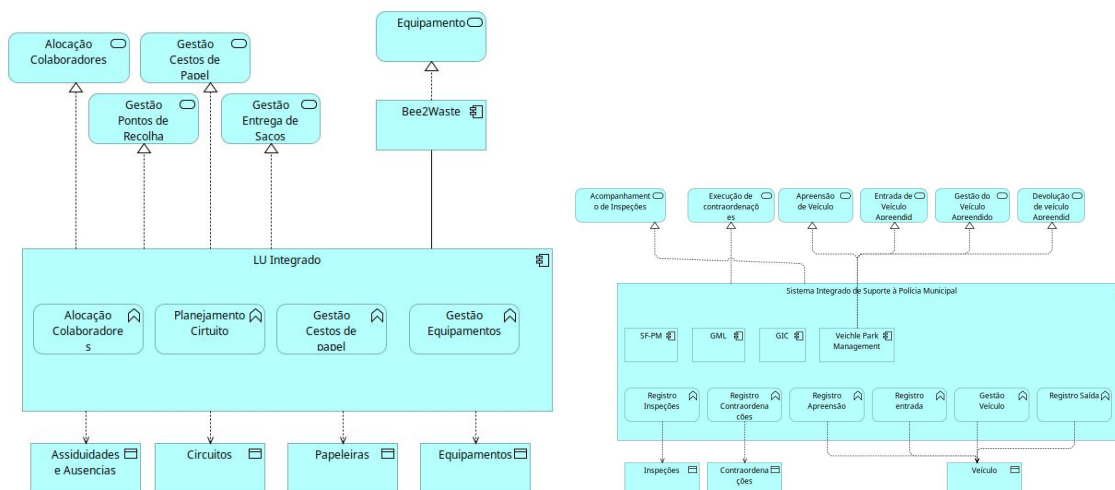 Alocação
Colaboradores
Gestão
Cestos de
Papel
Equipamento
Gestão
Pontos de
Recolha
Gestão
Entrega de
Sacos
Bee2Waste
LU Integrado
Alocação
Colaboradore
s
Planejamento
Cirtuito
Gestão
Cestos de
papel
Gestão
Equipamentos
Assiduidades
e Ausencias
Circuitos
Papeleiras
Equipamentos
Acompanhament
o de Inspeções
Execução de
contraordenaçõ
es
Apreensão
de Veículo
Entrada de
Veículo
Apreendid
Gestão do
Veículo
Apreendido
Devolução
de veículo
Apreendid
Sistema Integrado de Suporte à Polícia Municipal
SF-PM
GML
GIC
Veichle Park
Management
Registro
Inspeções
Registro
Contraordena
ções
Registro
Apreensão
Registro
entrada
Gestão
Veículo
Registro Saída
Inspeções
Contraordena
ções
Veículo